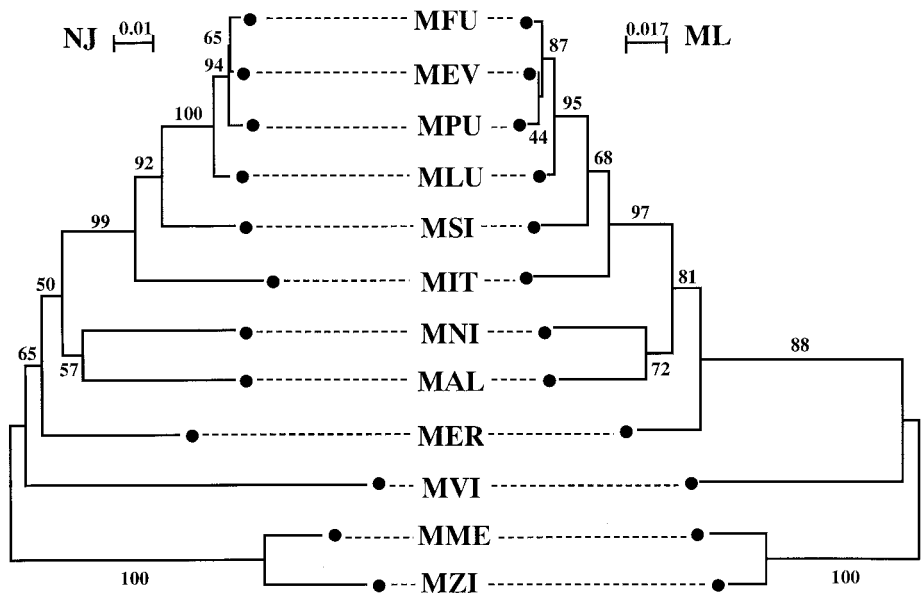 NJ 0.01 MFU 0.017 ML
65 87
94 MEV
100 MPU 44 95
92 MLU 68
99 MSI 97
50 MIT 81
65 MNI 88
57 MAL 72
MER
MVI
MME
100 MZI 100